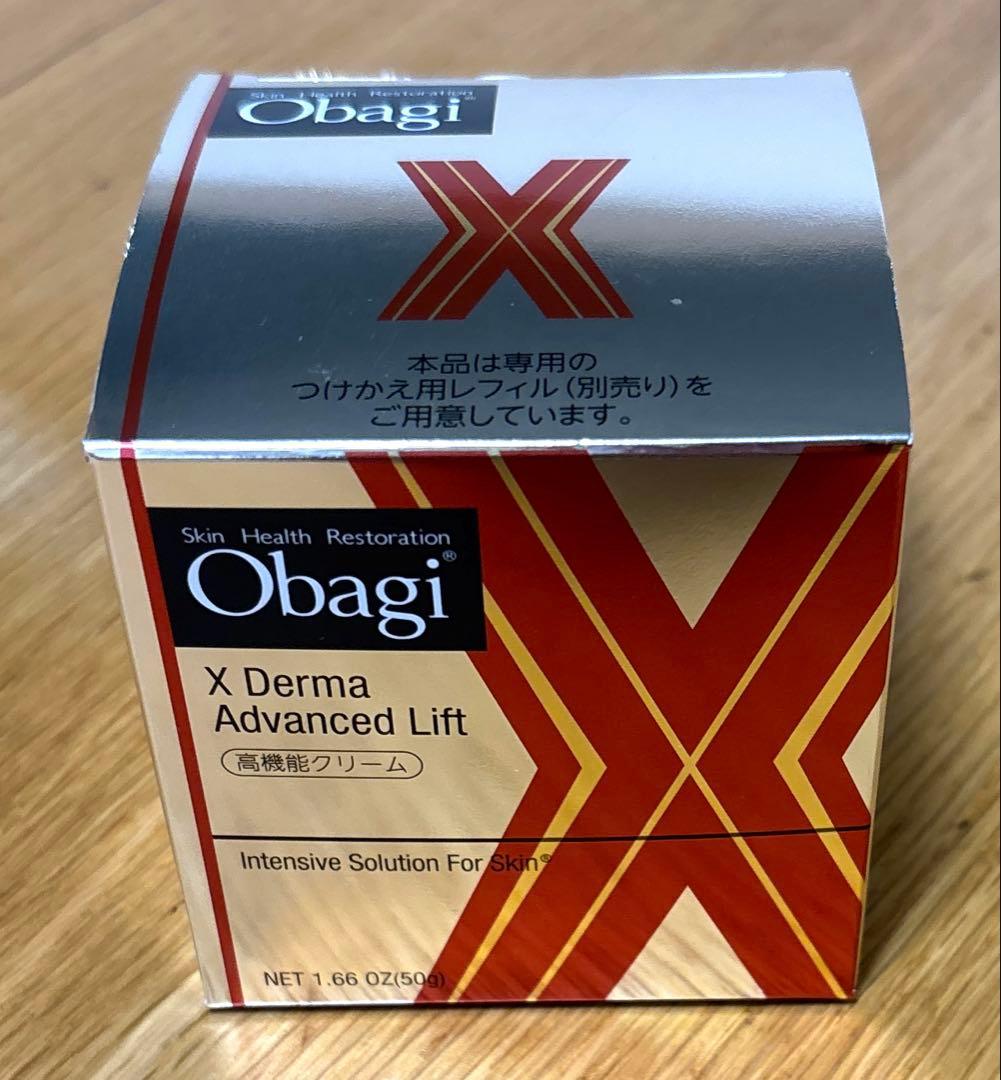 Skin Health Restoration
Obagi®
X
本品は専用の
つけかえ用レフィル(別売り)を
ご用意しています。
Skin Health Restoration
Obagi®
X Derma
Advanced Lift
高機能クリーム
Intensive Solution For Skin®
NET 1.66 OZ(50g)